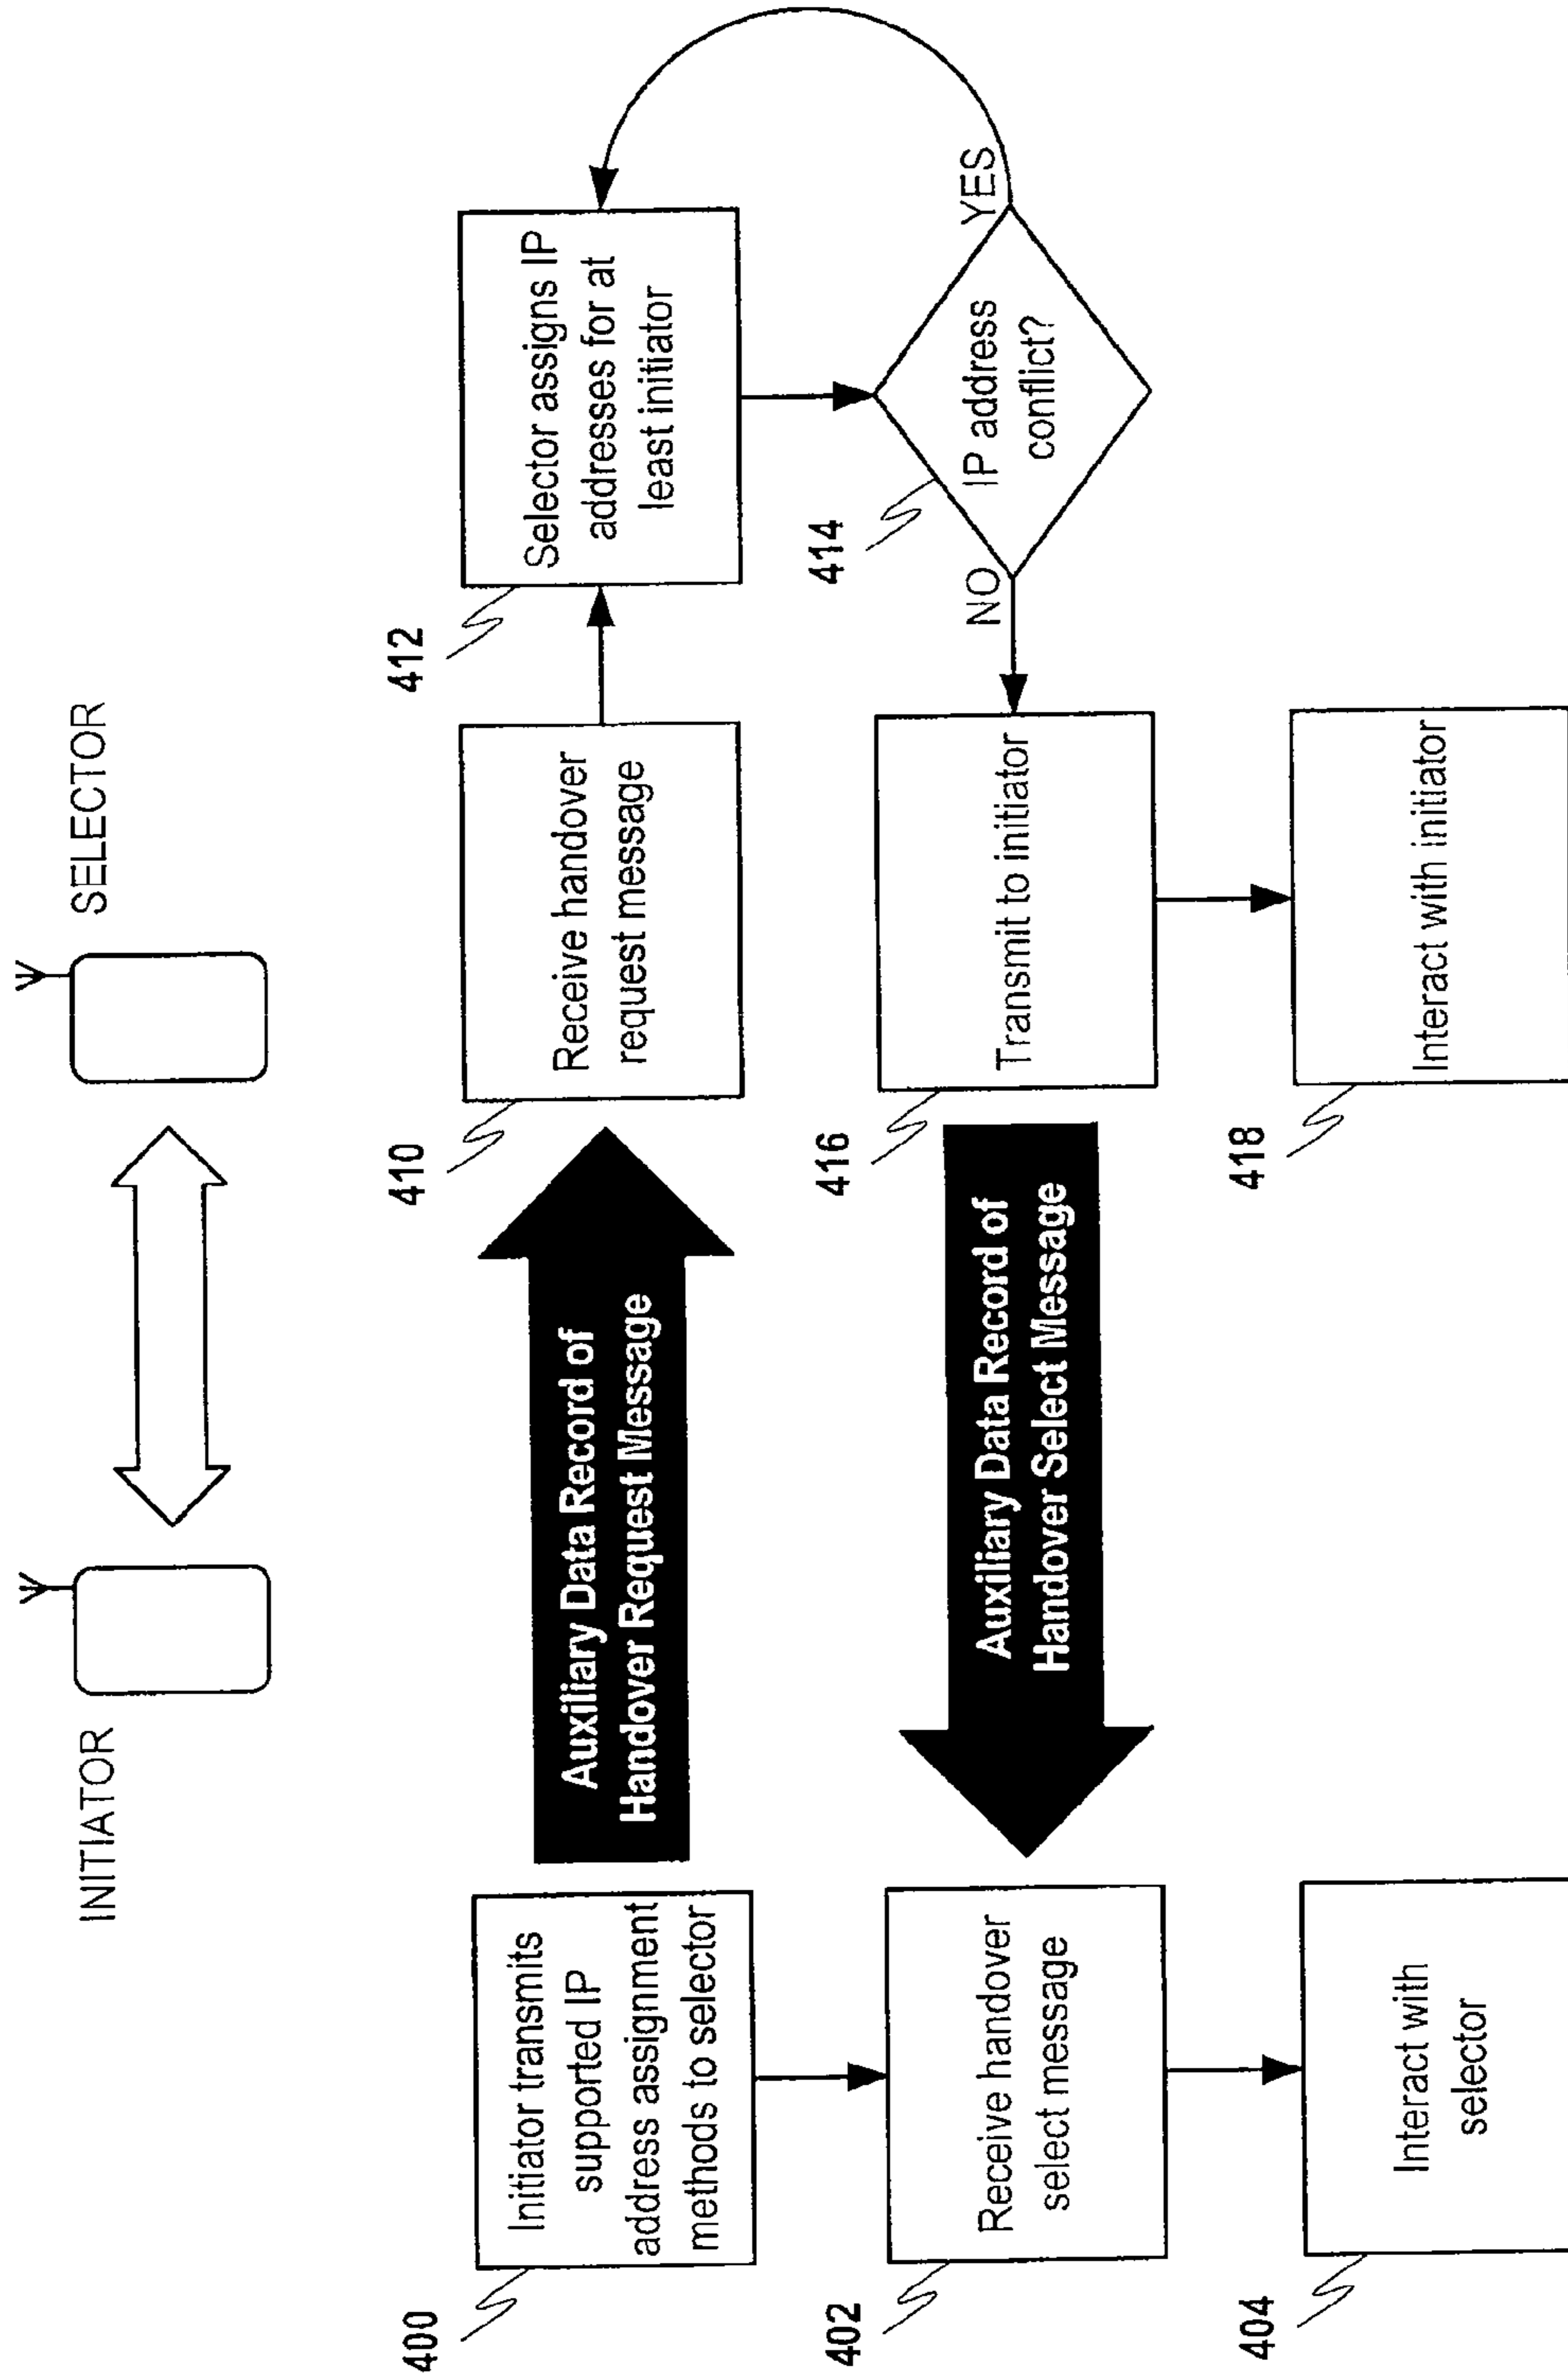 INITIATOR
SELECTOR
400
Initiator transmits
supported IP
address assignment
methods to selector
Auxiliary Data Record of
Handover Request Message
410
Receive handover
request message
412
Selector assigns IP
addresses for at
least initiator
402
Receive handover
select message
Auxiliary Data Record of
Handover Select Message
416
Transmit to initiator
NO
414
IP address
conflict?
YES
404
Interact with
selector
418
Interact with initiator